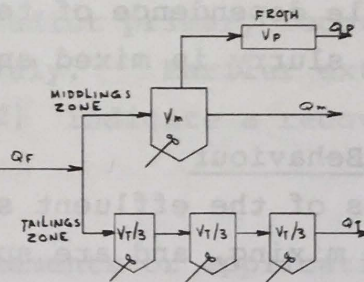 FROTH
VP
QP
MIDDLINGS
ZONE
Vm
Qm
QF
TAILINGS
ZONE
VT/3
VT/3
VT/3
QT